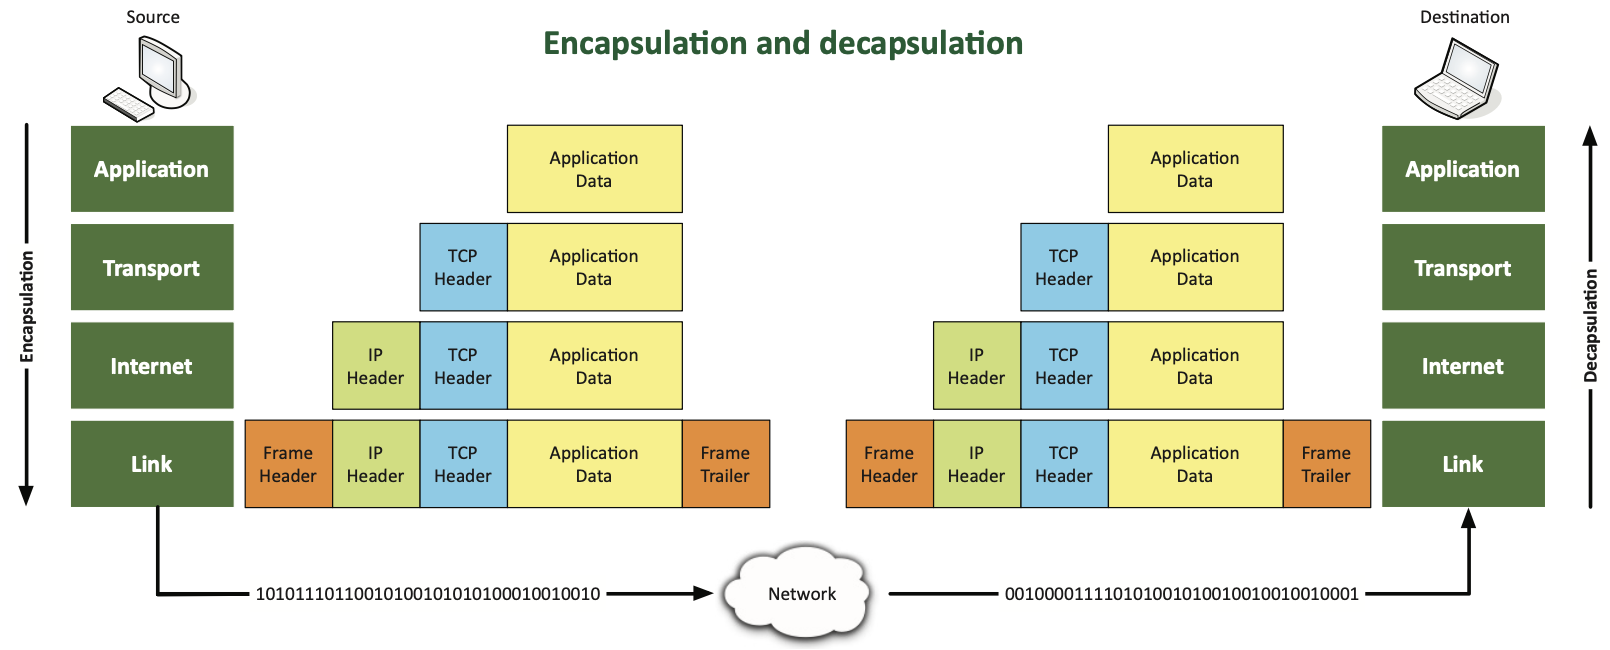 Source
Destination
Encapsulation and decapsulation
Application
Application
Data
Application
Data
Application
Transport
TCP
Header
Application
Data
TCP
Header
Application
Data
Transport
Encapsulation
Decapsulation
Internet
IP
Header
TCP
Header
Application
Data
IP
Header
TCP
Header
Application
Data
Internet
Link
Frame
Header
IP
Header
TCP
Header
Application
Data
Frame
Trailer
Frame
Header
IP
Header
TCP
Header
Application
Data
Frame
Trailer
Link
10101110110010100101010100010010010
Network
001000011110101001010010010010010001